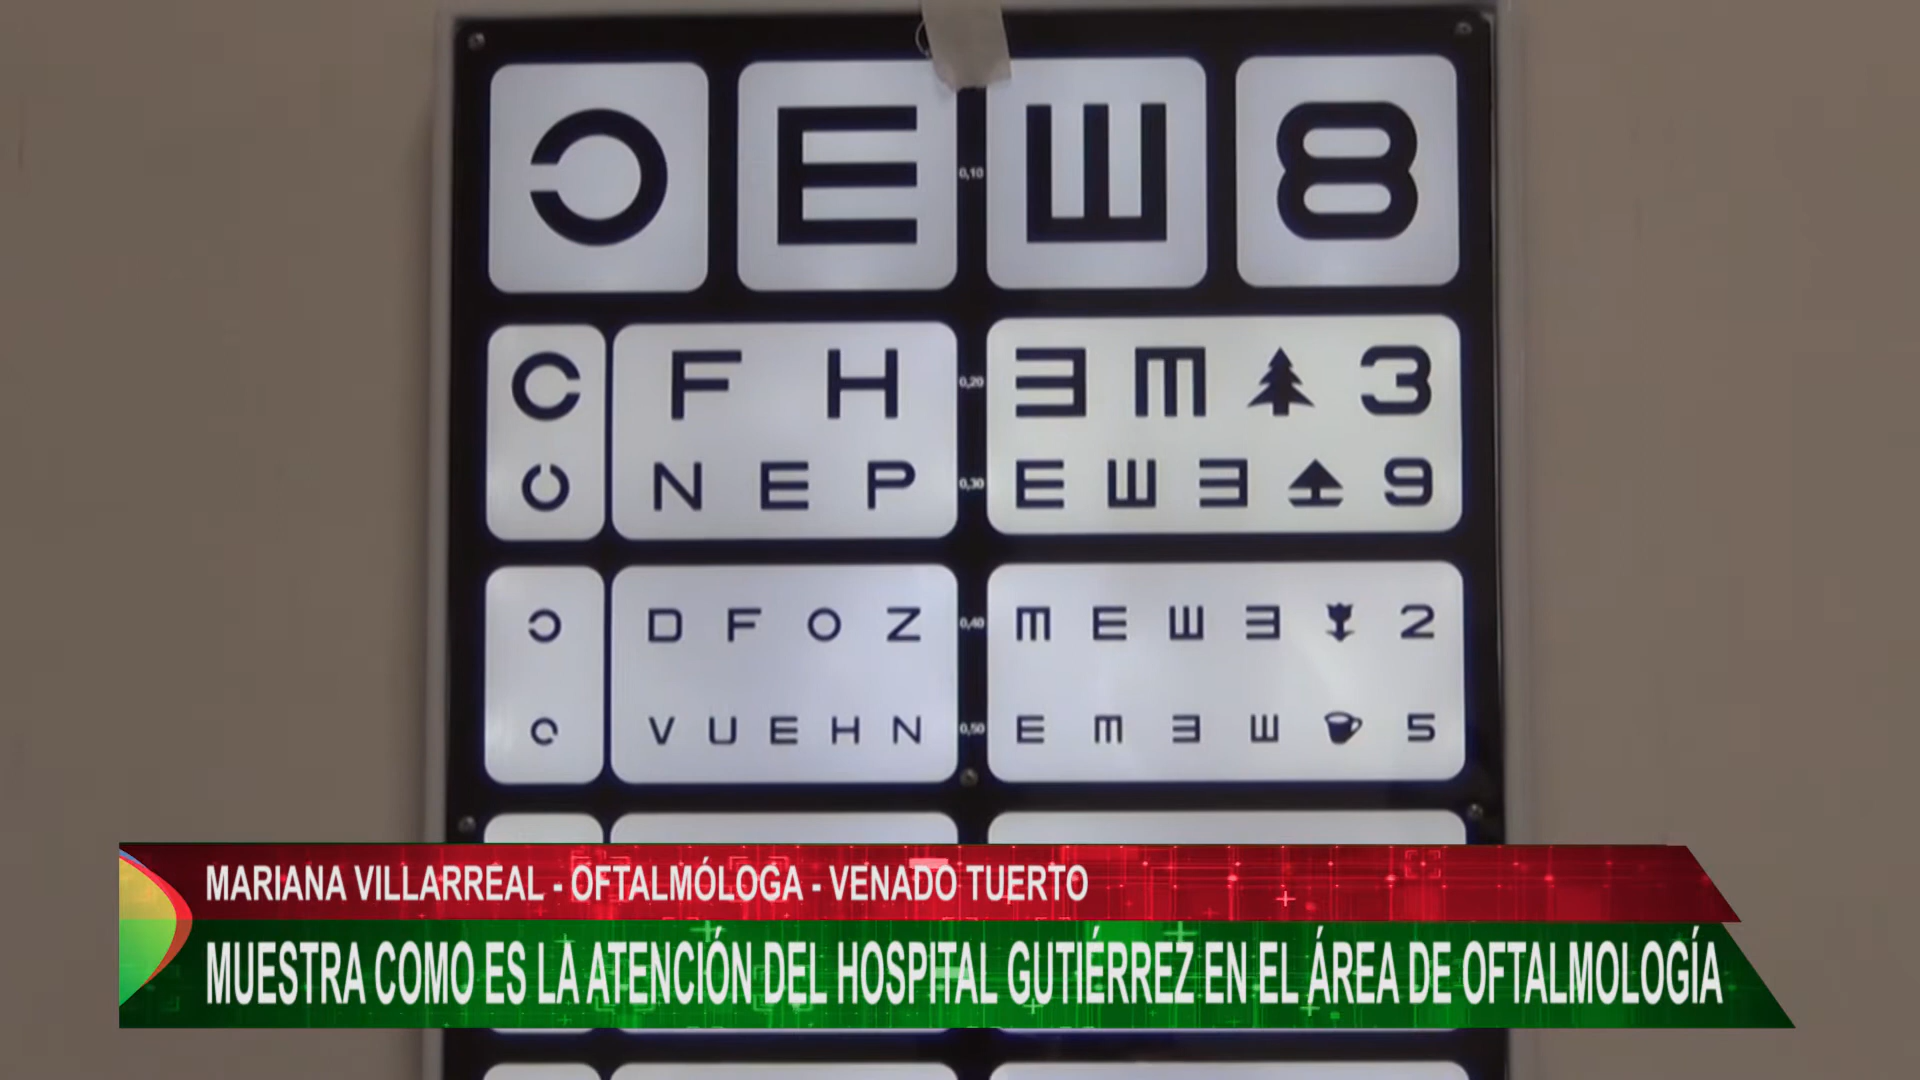 E 8
0,10
C F H 3
0,20
N E P E 9
0,30
D F O Z E 2
0,40
V U E H N E 5
0,50
MARIANA VILLARREAL - OFTALMÓLOGA - VENADO TUERTO
MUESTRA COMO ES LA ATENCIÓN DEL HOSPITAL GUTIÉRREZ EN EL ÁREA DE OFTALMOLOGÍA